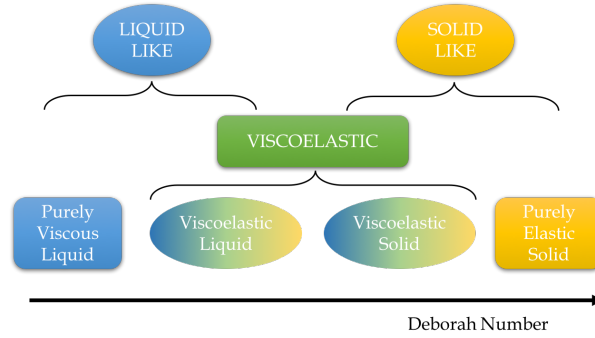 LIQUID
LIKE
SOLID
LIKE
VISCOELASTIC
Purely
Viscous
Liquid
Viscoelastic
Liquid
Viscoelastic
Solid
Purely
Elastic
Solid
Deborah Number